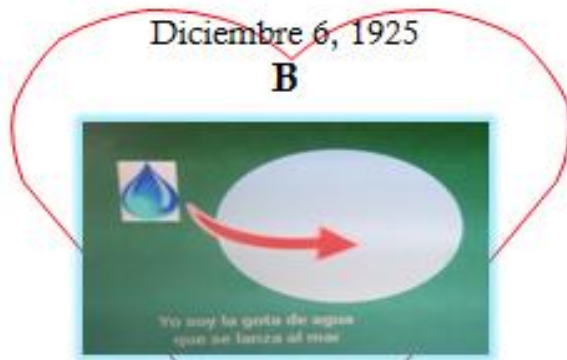 Diciembre 6, 1925
B
Yo soy la gota de agua
que se lanza al mar